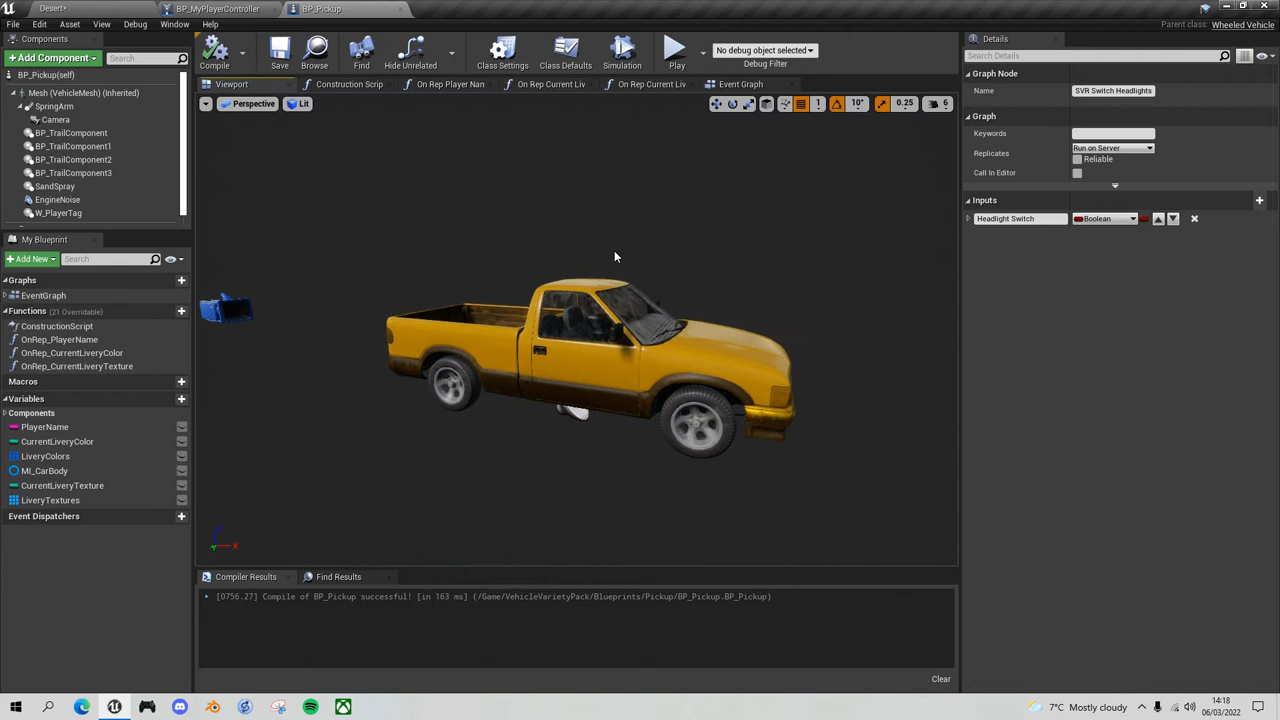 Desert*
BP_MyPlayerController
BP_Pickup
File Edit Asset View Debug Window Help
Parent class: Wheeled Vehicle
Components
+Add Component
Search
BP_Pickup(self)
Mesh (VehicleMesh) (Inherited)
SpringArm
Camera
BP_TrailComponent
BP_TrailComponent1
BP_TrailComponent2
BP_TrailComponent3
SandSpray
EngineNoise
W_PlayerTag
My Blueprint
+Add New
Search
Graphs
EventGraph
Functions (21 Overridable)
ConstructionScript
OnRep_PlayerName
OnRep_CurrentLiveryColor
OnRep_CurrentLiveryTexture
Macros
Variables
Components
PlayerName
CurrentLiveryColor
LiveryColors
MI_CarBody
CurrentLiveryTexture
LiveryTextures
Event Dispatchers
Compile Save Browse Find Hide Unrelated Class Settings Class Defaults Simulation Play
No debug object selected
Debug Filter
Viewport Construction Scrip On Rep Player Nan On Rep Current Liv On Rep Current Liv Event Graph
Perspective Lit
1 10° 0.25 6
Compiler Results Find Results
[0756.27] Compile of BP_Pickup successful! [in 163 ms] (/Game/VehicleVarietyPack/Blueprints/Pickup/BP_Pickup.BP_Pickup)
Clear
Details
Search Details
Graph Node
Name SVR Switch Headlights
Graph
Keywords
Replicates Run on Server
Reliable
Call In Editor
Inputs
Headlight Switch Boolean
7°C Mostly cloudy
14:18
06/03/2022